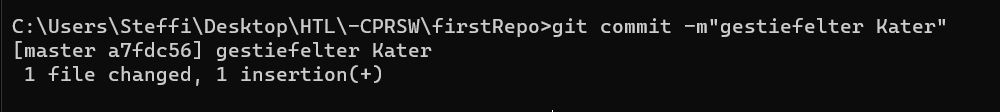 C:\Users\Steffi\Desktop\HTL\-CPRSW\firstRepo>git commit -m"gestiefelter Kater"
[master a7fdc56] gestiefelter Kater
 1 file changed, 1 insertion(+)